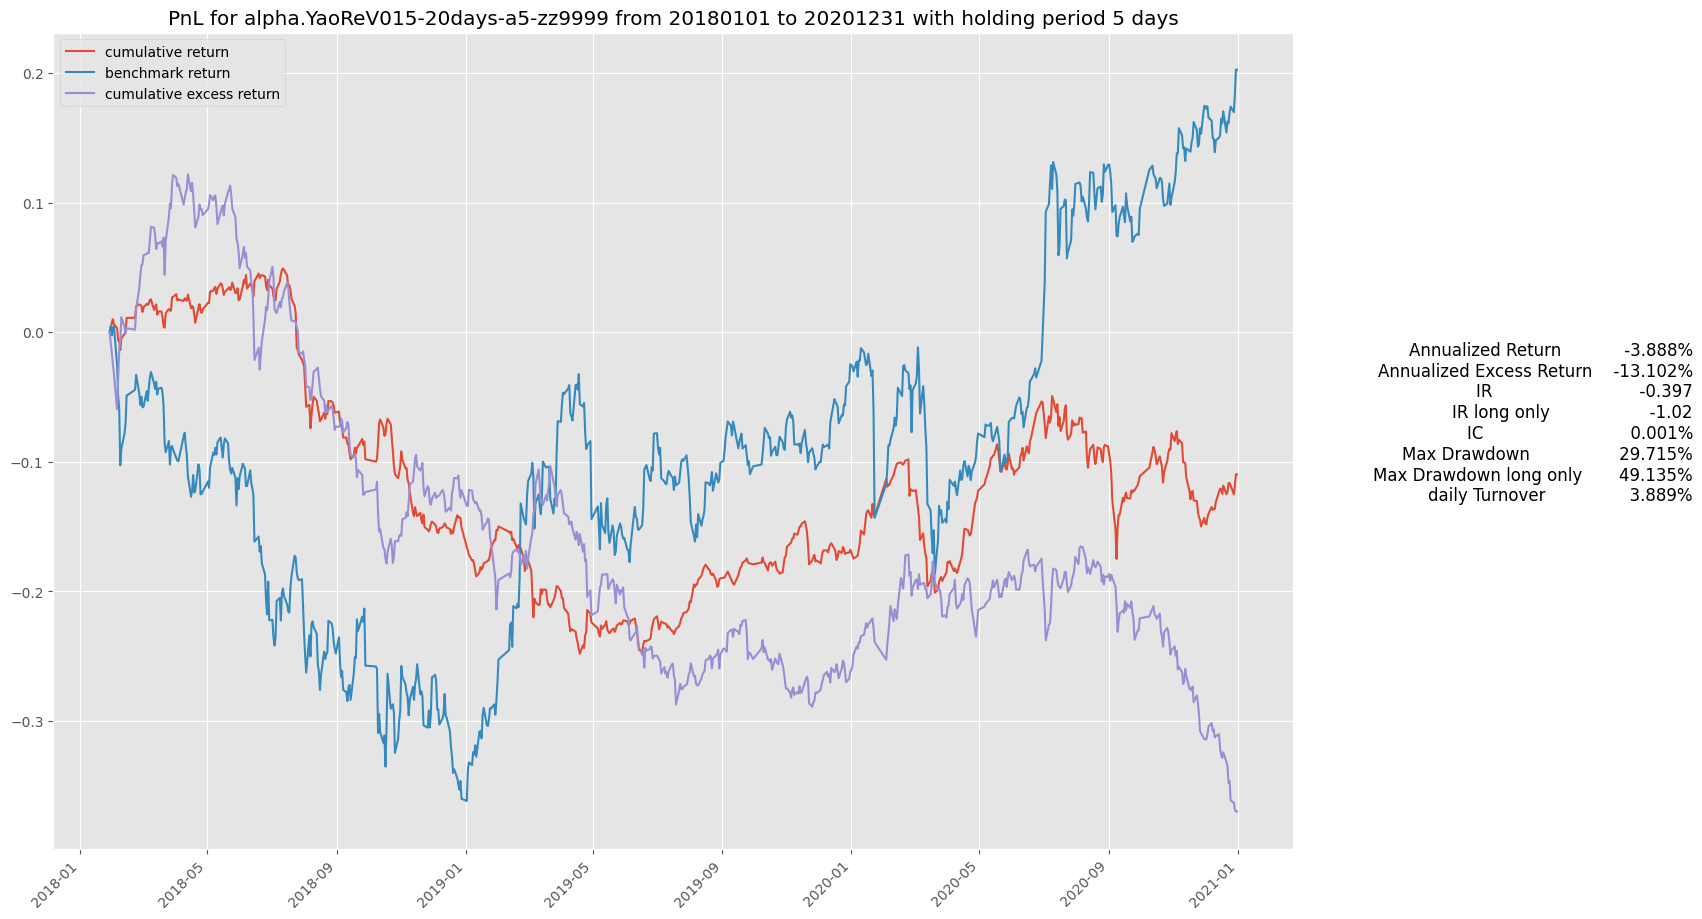 PnL for alpha.YaoReV015-20days-a5-zz9999 from 20180101 to 20201231 with holding period 5 days
cumulative return
benchmark return
cumulative excess return
0.2
0.1
0.0
−0.1
−0.2
−0.3
2018-01
2018-05
2018-09
2019-01
2019-05
2019-09
2020-01
2020-05
2020-09
2021-01
Annualized Return -3.888%
Annualized Excess Return -13.102%
IR -0.397
IR long only -1.02
IC 0.001%
Max Drawdown 29.715%
Max Drawdown long only 49.135%
daily Turnover 3.889%